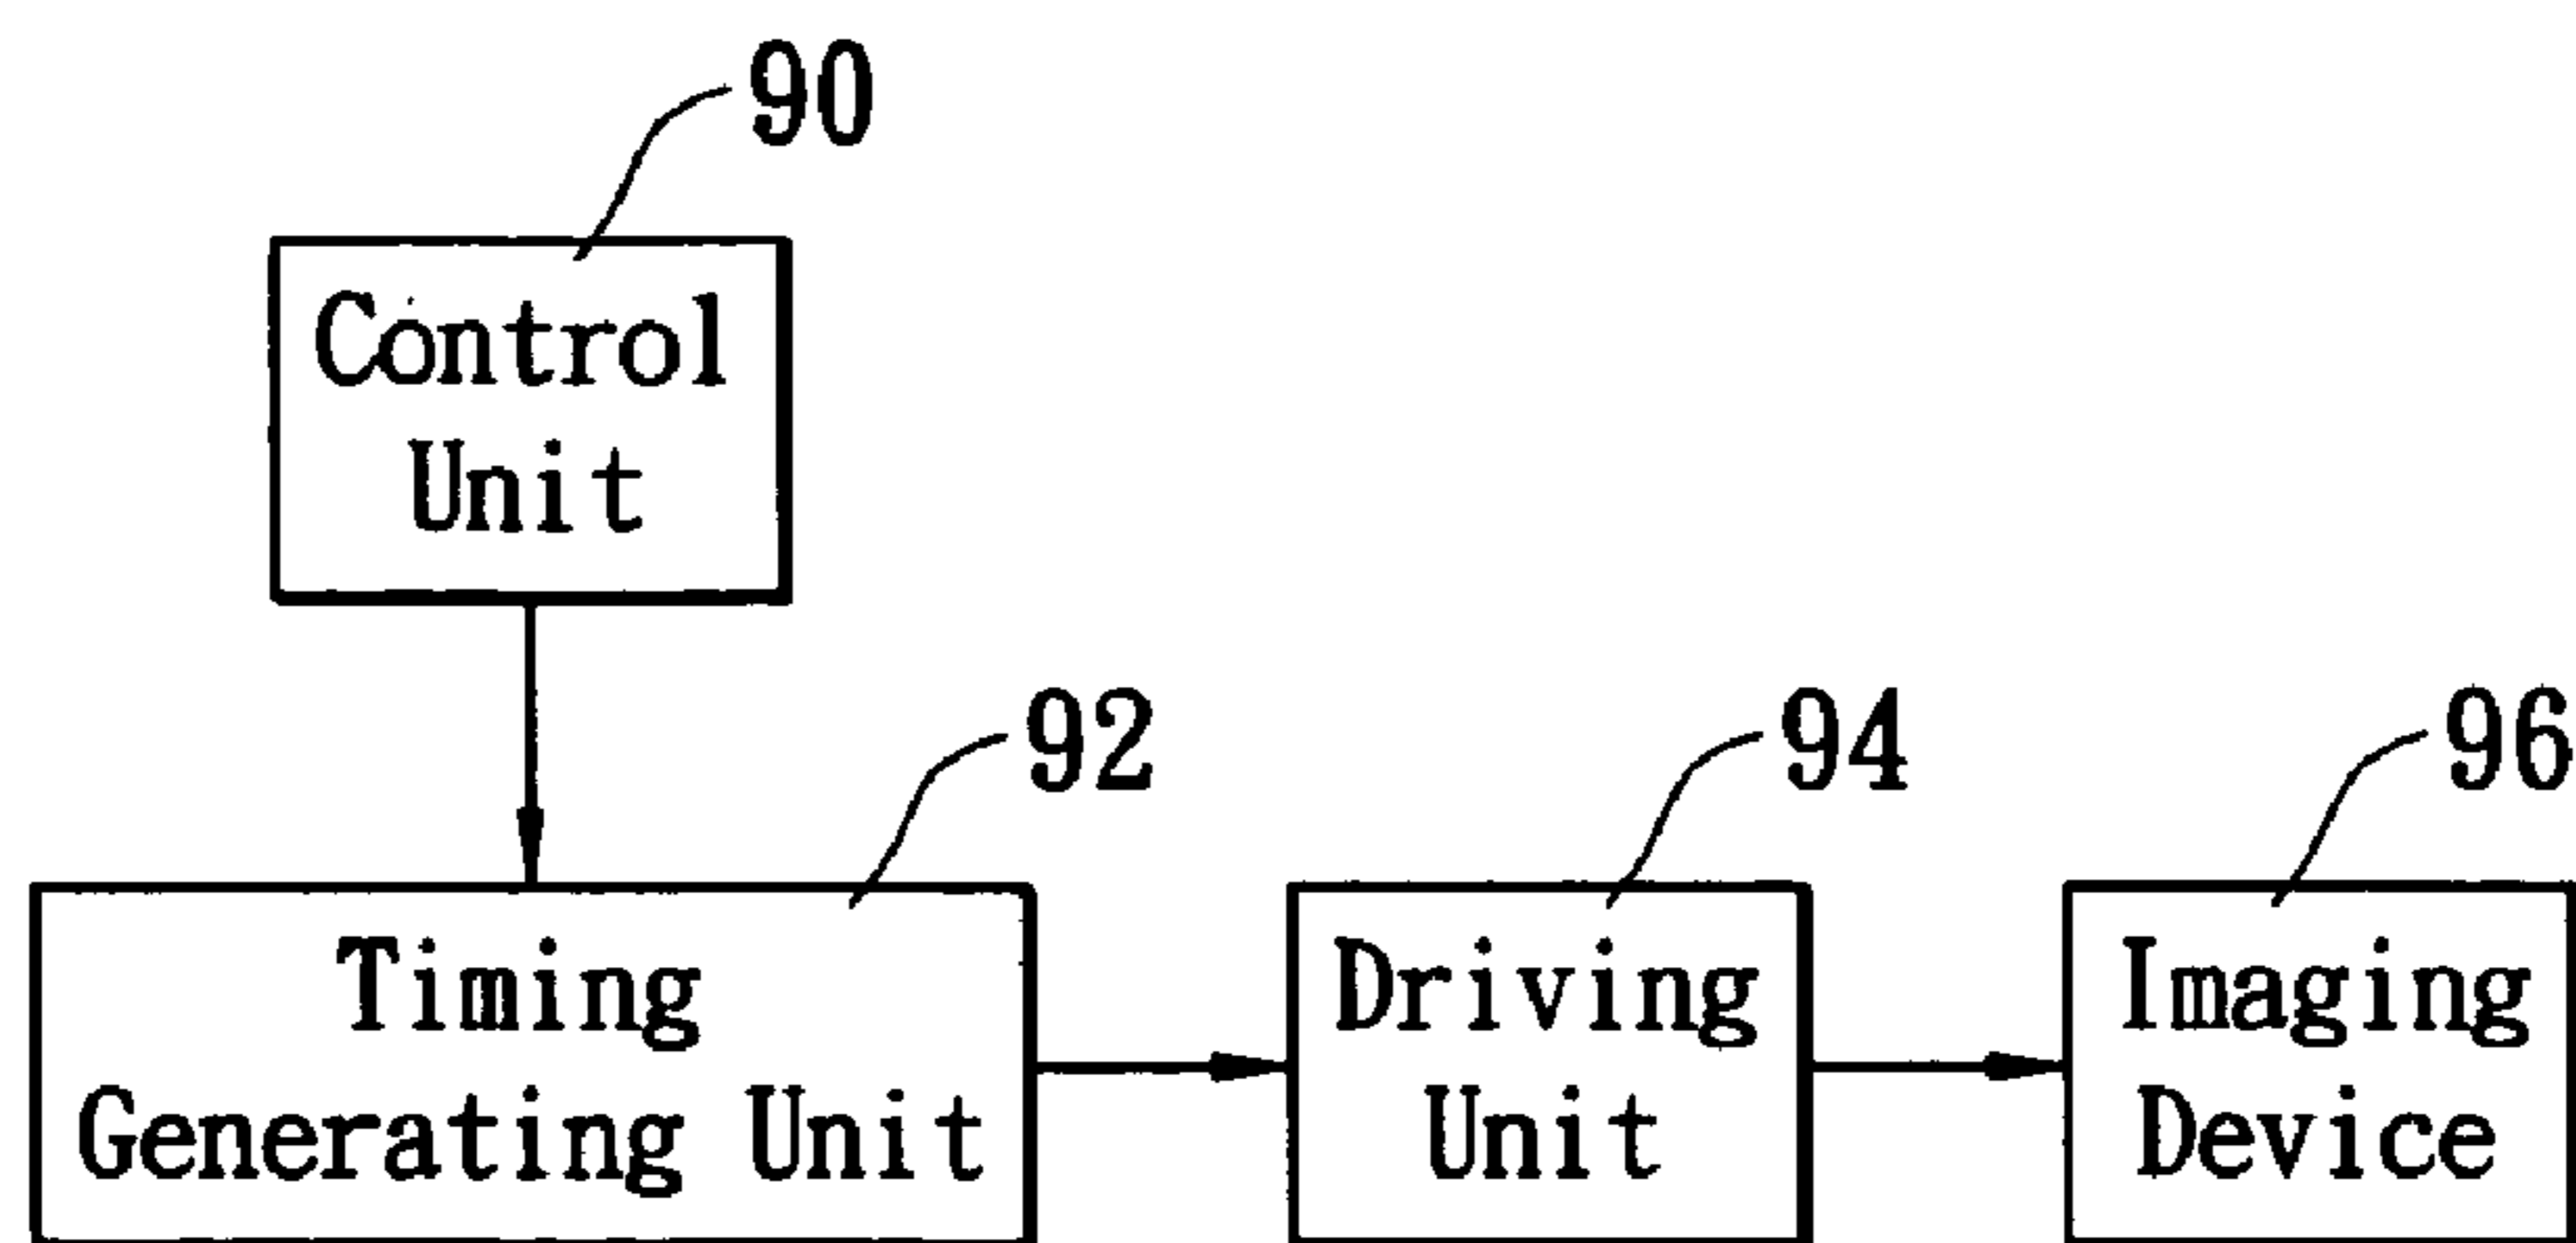 90
Control
Unit
92
94
96
Timing
Generating Unit
Driving
Unit
Imaging
Device